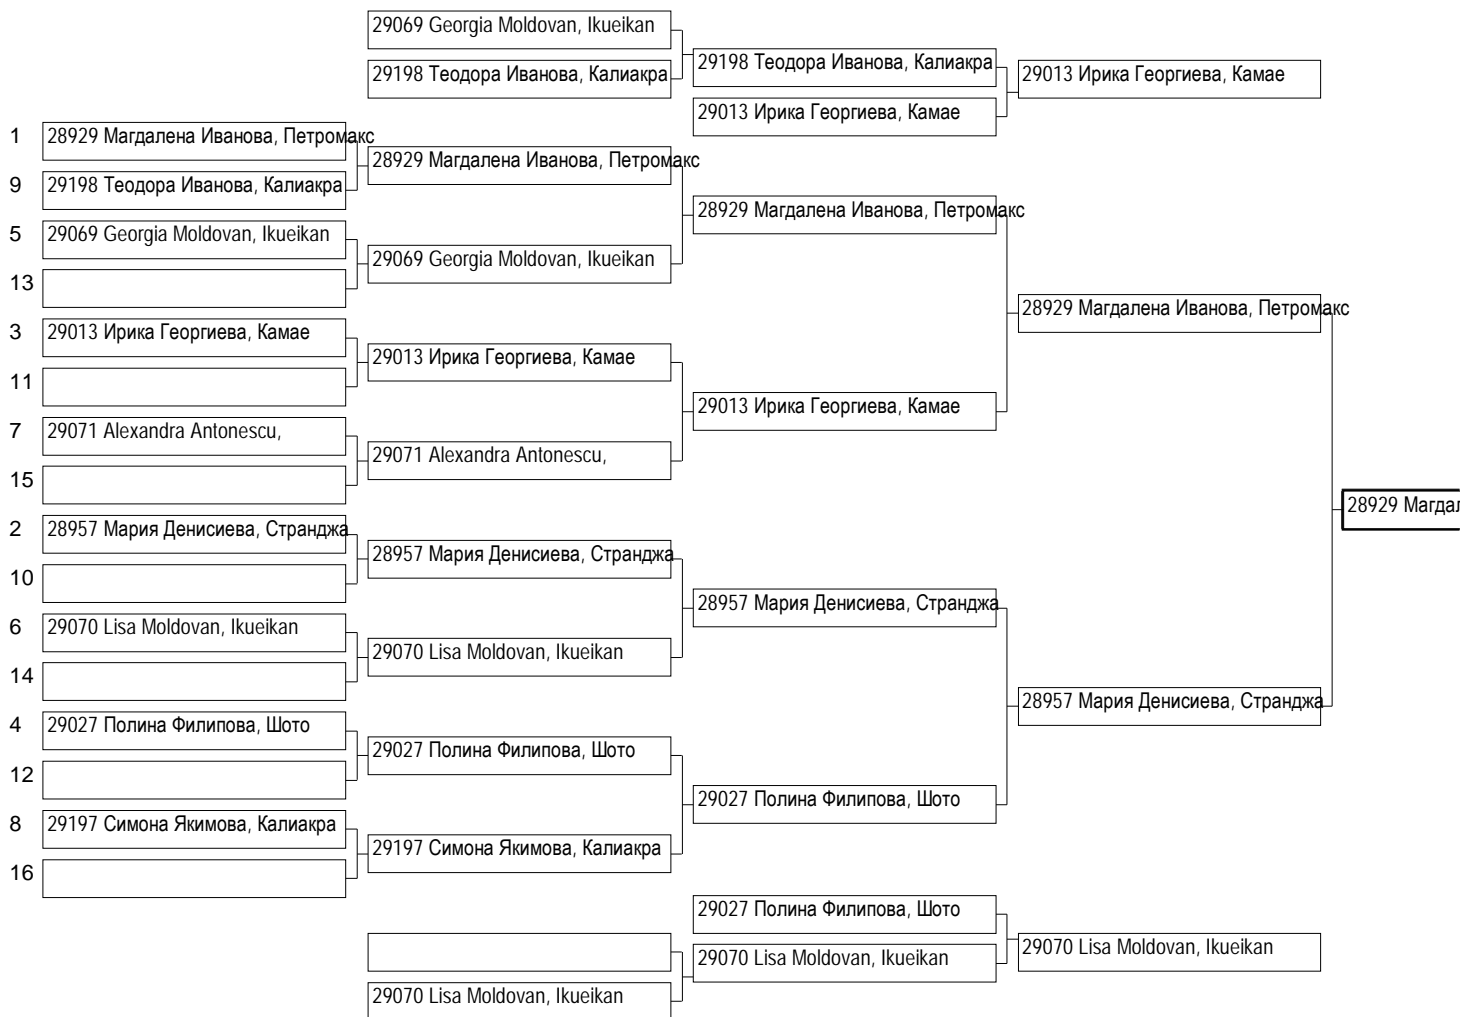 29069 Georgia Moldovan, Ikueikan
29198 Теодора Иванова, Калиакра
29198 Теодора Иванова, Калиакра
29013 Ирика Георгиева, Камае
29013 Ирика Георгиева, Камае
1 28929 Магдалена Иванова, Петромакс
9 29198 Теодора Иванова, Калиакра
5 29069 Georgia Moldovan, Ikueikan
13
3 29013 Ирика Георгиева, Камае
11
7 29071 Alexandra Antonescu,
15
2 28957 Мария Денисиева, Странджа
10
6 29070 Lisa Moldovan, Ikueikan
14
4 29027 Полина Филипова, Шото
12
8 29197 Симона Якимова, Калиакра
16
28929 Магдалена Иванова, Петромакс
29069 Georgia Moldovan, Ikueikan
29013 Ирика Георгиева, Камае
29071 Alexandra Antonescu,
28957 Мария Денисиева, Странджа
29070 Lisa Moldovan, Ikueikan
29027 Полина Филипова, Шото
29197 Симона Якимова, Калиакра
28929 Магдалена Иванова, Петромакс
29013 Ирика Георгиева, Камае
28957 Мария Денисиева, Странджа
29027 Полина Филипова, Шото
28929 Магдалена Иванова, Петромакс
28957 Мария Денисиева, Странджа
28929
29070 Lisa Moldovan, Ikueikan
29027 Полина Филипова, Шото
29070 Lisa Moldovan, Ikueikan
29070 Lisa Moldovan, Ikueikan